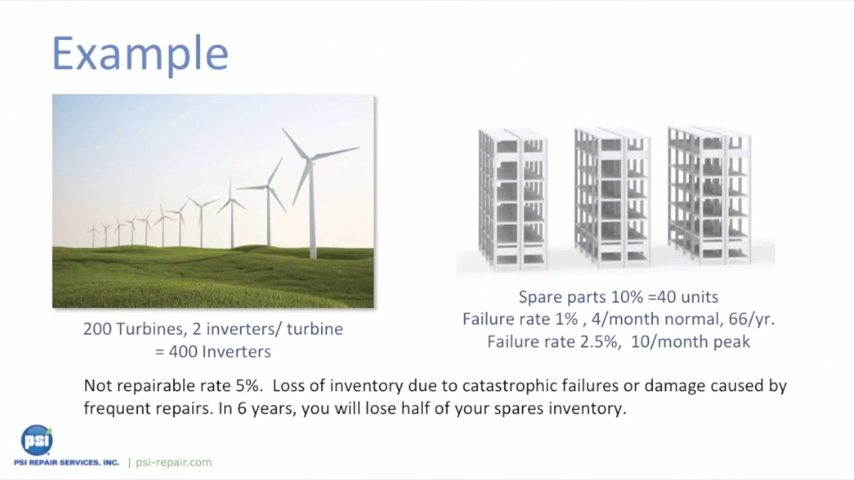 Example
200 Turbines, 2 inverters/ turbine
= 400 Inverters
Spare parts 10% =40 units
Failure rate 1% , 4/month normal, 66/yr.
Failure rate 2.5%, 10/month peak
Not repairable rate 5%. Loss of inventory due to catastrophic failures or damage caused by
frequent repairs. In 6 years, you will lose half of your spares inventory.
psi
PSI REPAIR SERVICES, INC. | psi-repair.com